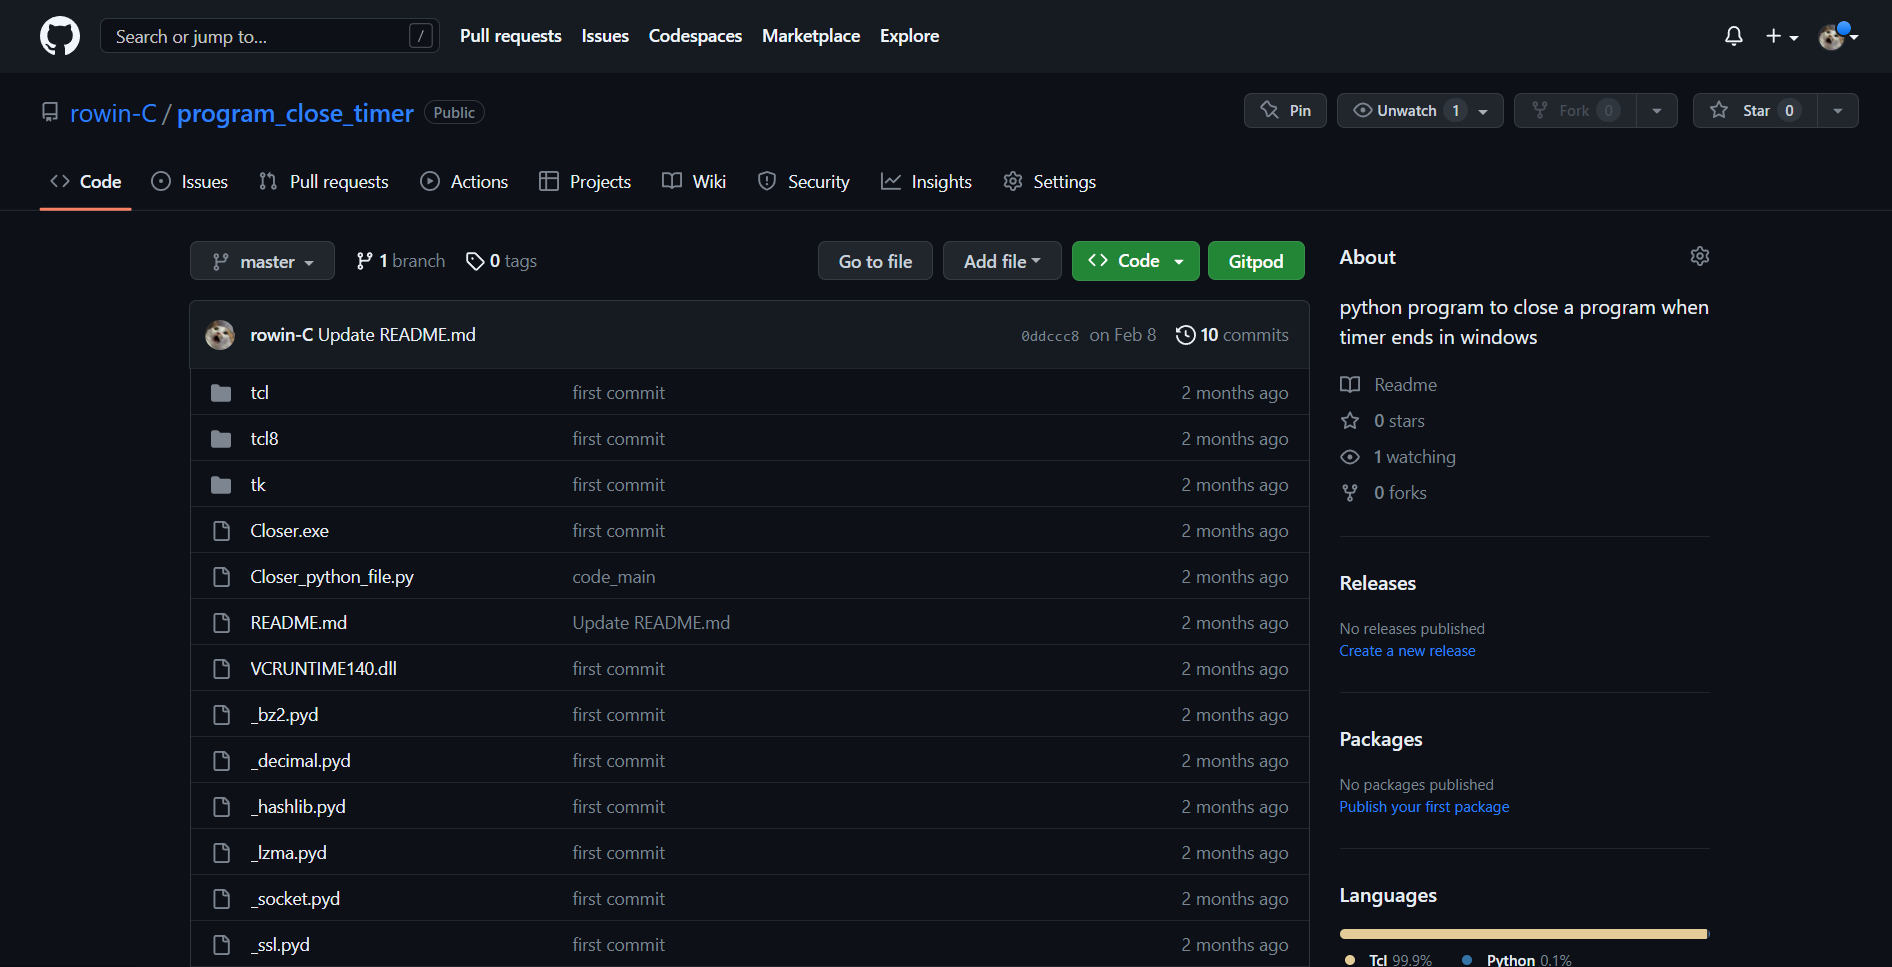 Search or jump to... /
Pull requests Issues Codespaces Marketplace Explore
rowin-C / program_close_timer Public
Pin Unwatch 1 Fork 0 Star 0
Code Issues Pull requests Actions Projects Wiki Security Insights Settings
master 1 branch 0 tags Go to file Add file Code Gitpod
rowin-C Update README.md 0ddccc8 on Feb 8 10 commits
tcl first commit 2 months ago
tcl8 first commit 2 months ago
tk first commit 2 months ago
Closer.exe first commit 2 months ago
Closer_python_file.py code_main 2 months ago
README.md Update README.md 2 months ago
VCRUNTIME140.dll first commit 2 months ago
_bz2.pyd first commit 2 months ago
_decimal.pyd first commit 2 months ago
_hashlib.pyd first commit 2 months ago
_lzma.pyd first commit 2 months ago
_socket.pyd first commit 2 months ago
_ssl.pyd first commit 2 months ago
About
python program to close a program when
timer ends in windows
Readme
0 stars
1 watching
0 forks
Releases
No releases published
Create a new release
Packages
No packages published
Publish your first package
Languages
Tcl 99.9% Python 0.1%